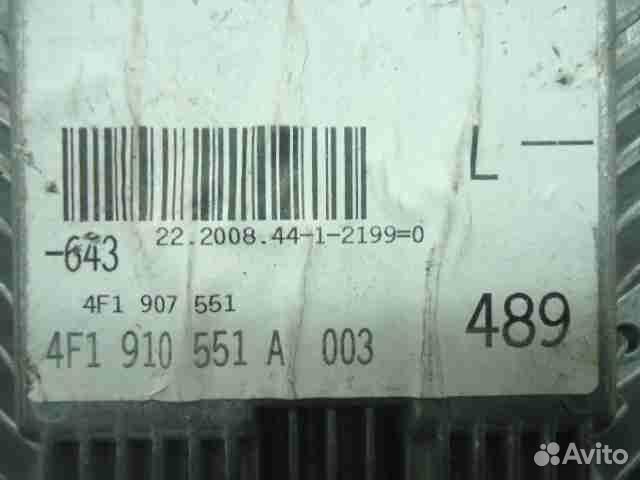 L --
22.2008.44-1-2199=0
-643
4F1 907 551
489
4F1 910 551 A 003
Avito